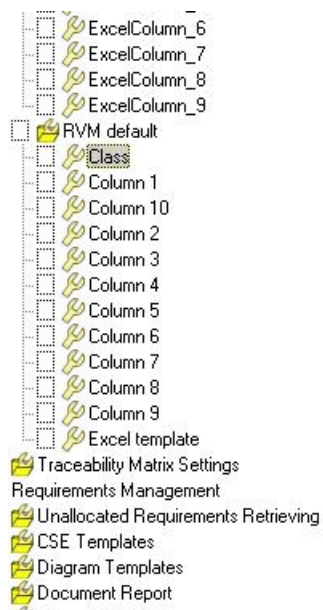 ExcelColumn_6
ExcelColumn_7
ExcelColumn_8
ExcelColumn_9
RVM default
Class
Column 1
Column 10
Column 2
Column 3
Column 4
Column 5
Column 6
Column 7
Column 8
Column 9
Excel template
Traceability Matrix Settings
Requirements Management
Unallocated Requirements Retrieving
CSE Templates
Diagram Templates
Document Report